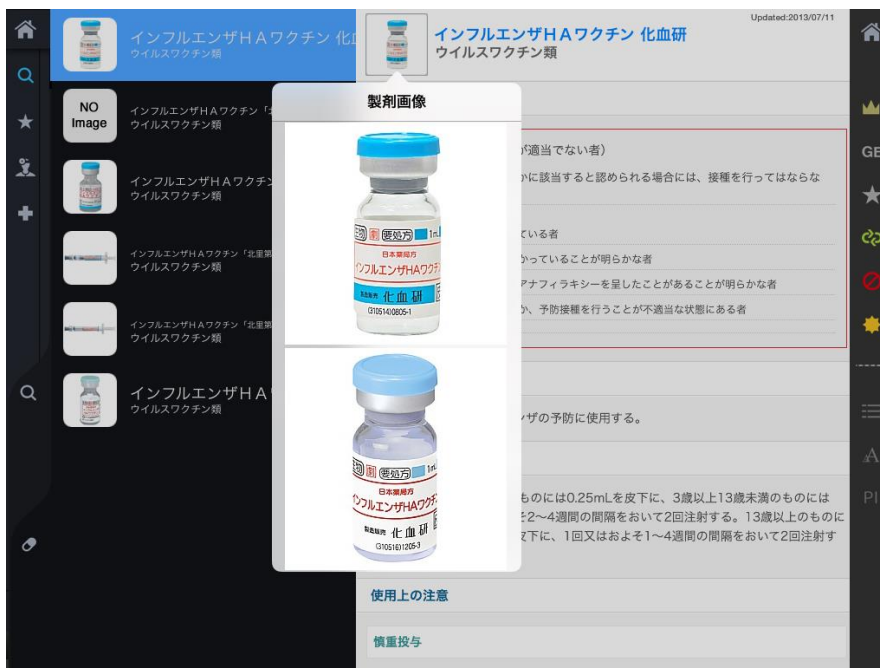 インフルエンザHAワクチン 化
ウイルスワクチン類
NO
Image
インフルエンザHAワクチン「
ウイルスワクチン類
インフルエンザHAワクチン
ウイルスワクチン類
インフルエンザHAワクチン「北里第
ウイルスワクチン類
インフルエンザHAワクチン「北里第
ウイルスワクチン類
インフルエンザHA
ウイルスワクチン類
Updated:2013/07/11
インフルエンザHAワクチン 化血研
ウイルスワクチン類
製剤画像
劇
要処方
日本薬局方
インフルエンザHAワクチ
製造販売 化血研
(310514)0805-1
劇
要処方
日本薬局方
インフルエンザHAワクチ
製造販売 化血研
(310516)1205-3
が適当でない者)
かに該当すると認められる場合には、接種を行ってはならな
ている者
かっていることが明らかな者
アナフィラキシーを呈したことがあることが明らかな者
か、予防接種を行うことが不適当な状態にある者
ンザの予防に使用する。
ものには0.25mLを皮下に、3歳以上13歳未満のものには
そ2〜4週間の間隔をおいて2回注射する。13歳以上のものに
皮下に、1回又はおよそ1〜4週間の間隔をおいて2回注射す
使用上の注意
慎重投与
GE
A
PI